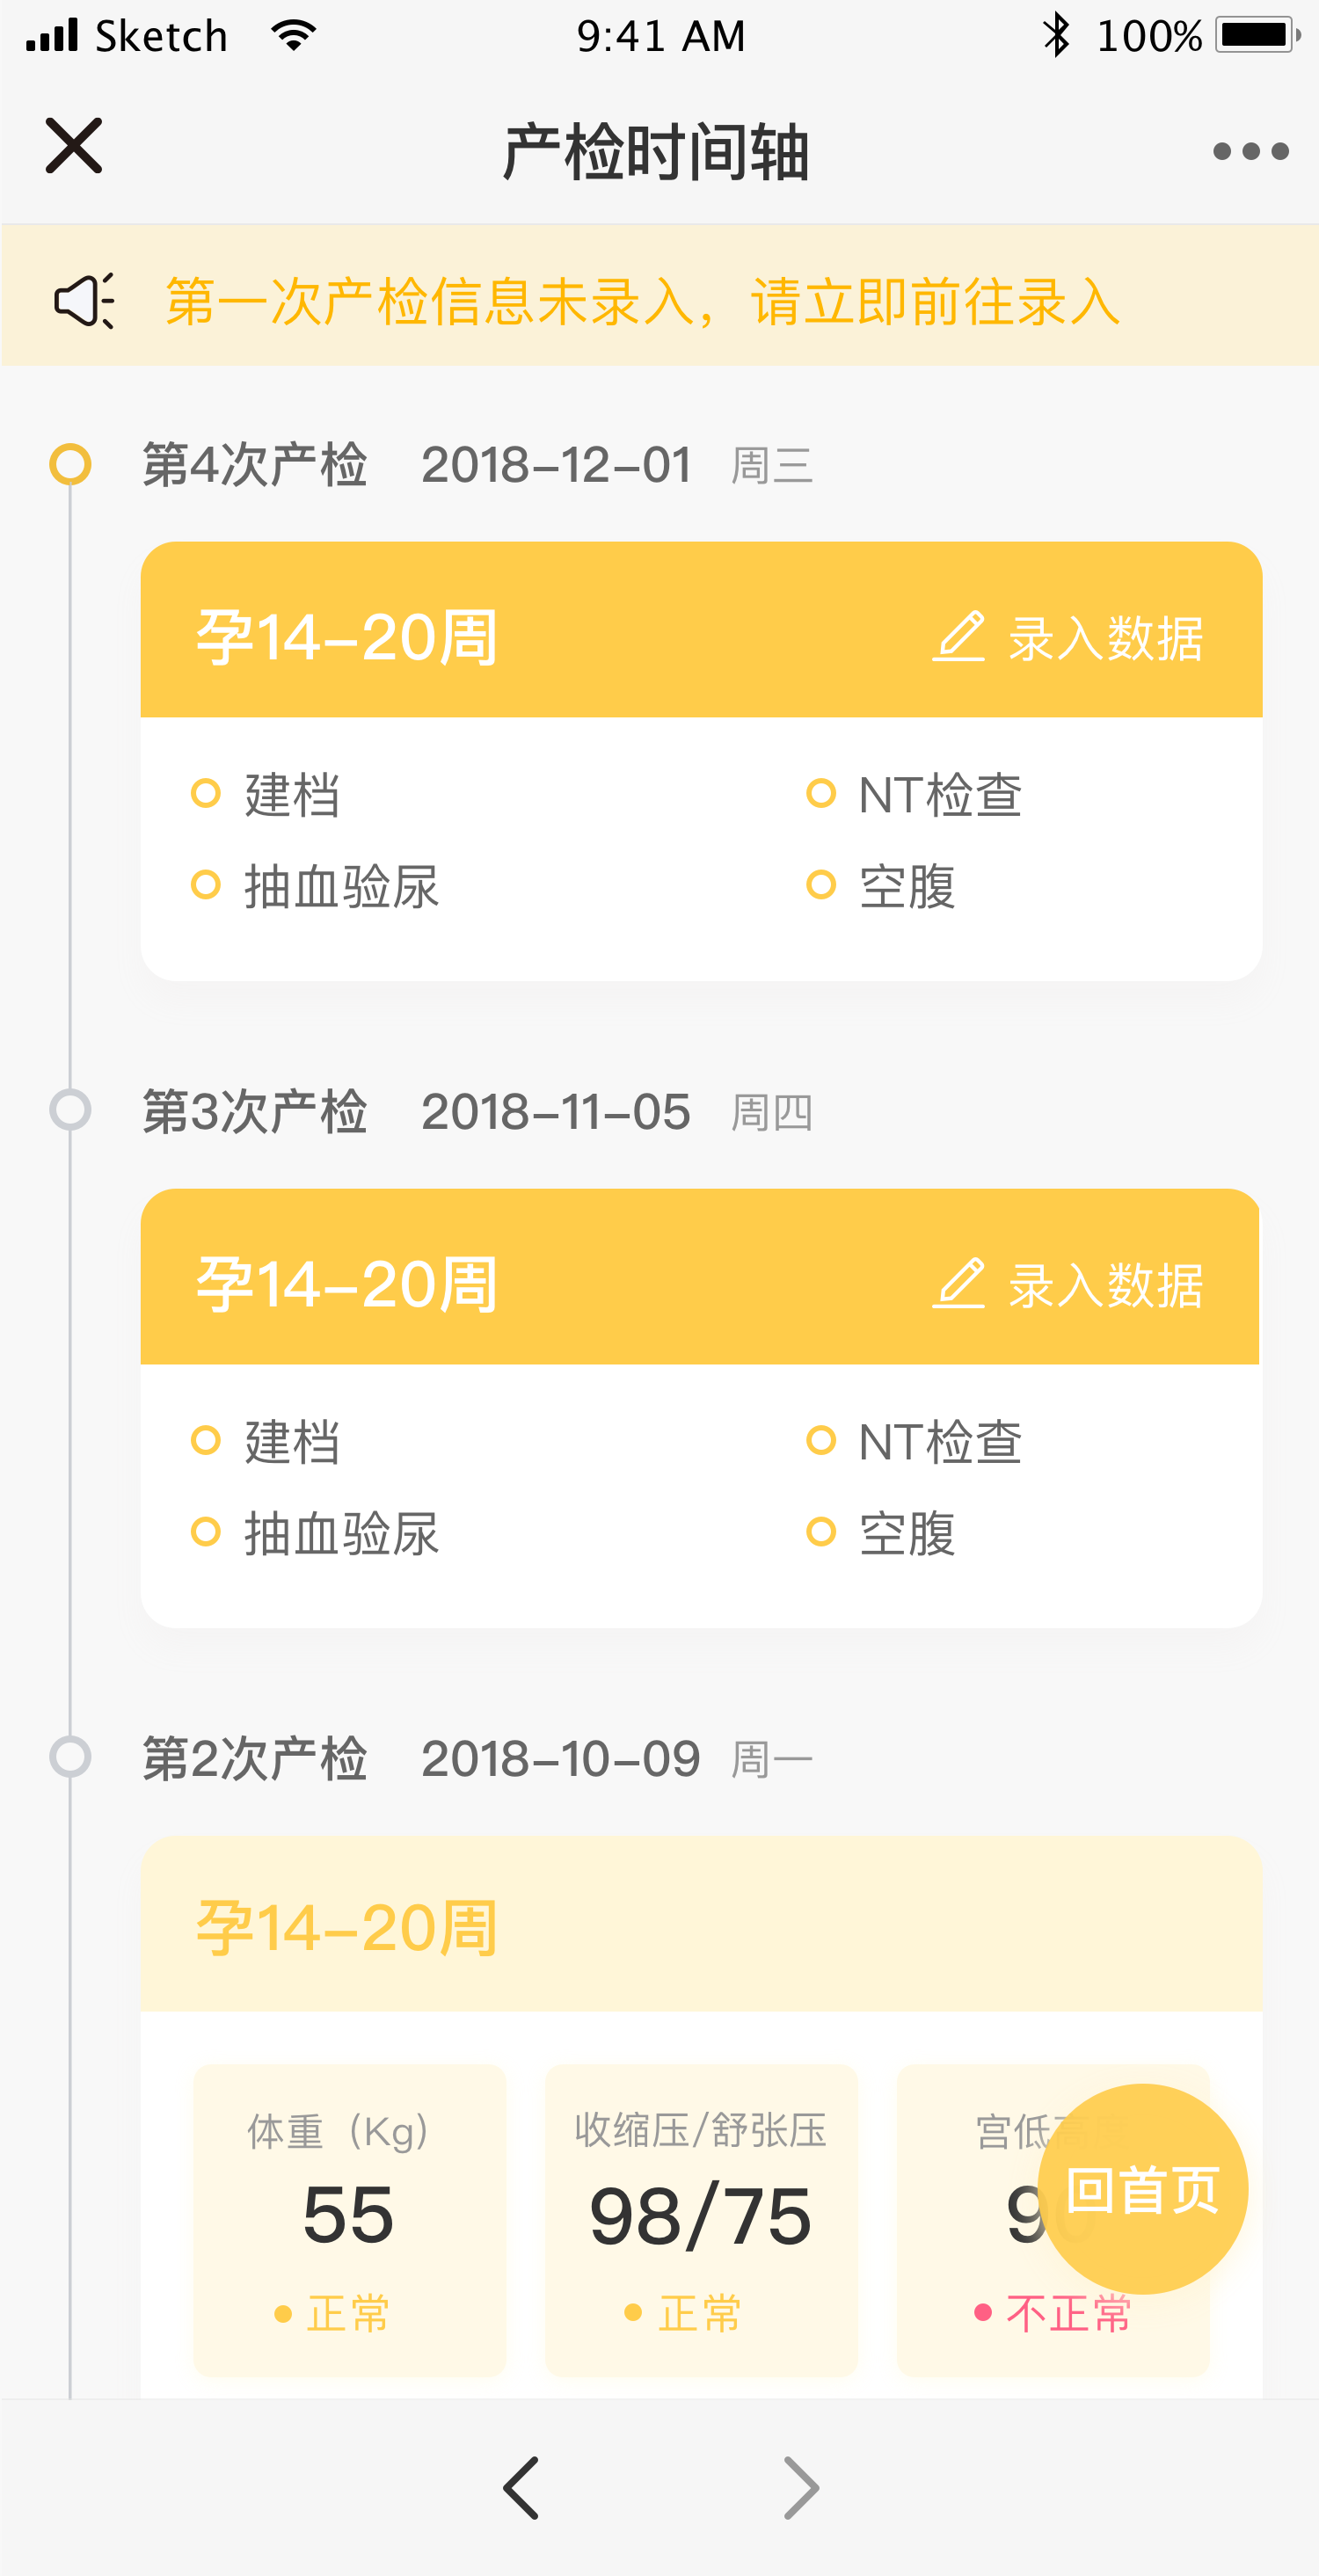 Sketch 9:41 AM 100%
产检时间轴
第一次产检信息未录入，请立即前往录入
第4次产检 2018-12-01 周三
孕14-20周 录入数据
建档 NT检查
抽血验尿 空腹
第3次产检 2018-11-05 周四
孕14-20周 录入数据
建档 NT检查
抽血验尿 空腹
第2次产检 2018-10-09 周一
孕14-20周
体重（Kg） 收缩压/舒张压 宫低高度
55 98/75 90
回首页
正常 正常 不正常